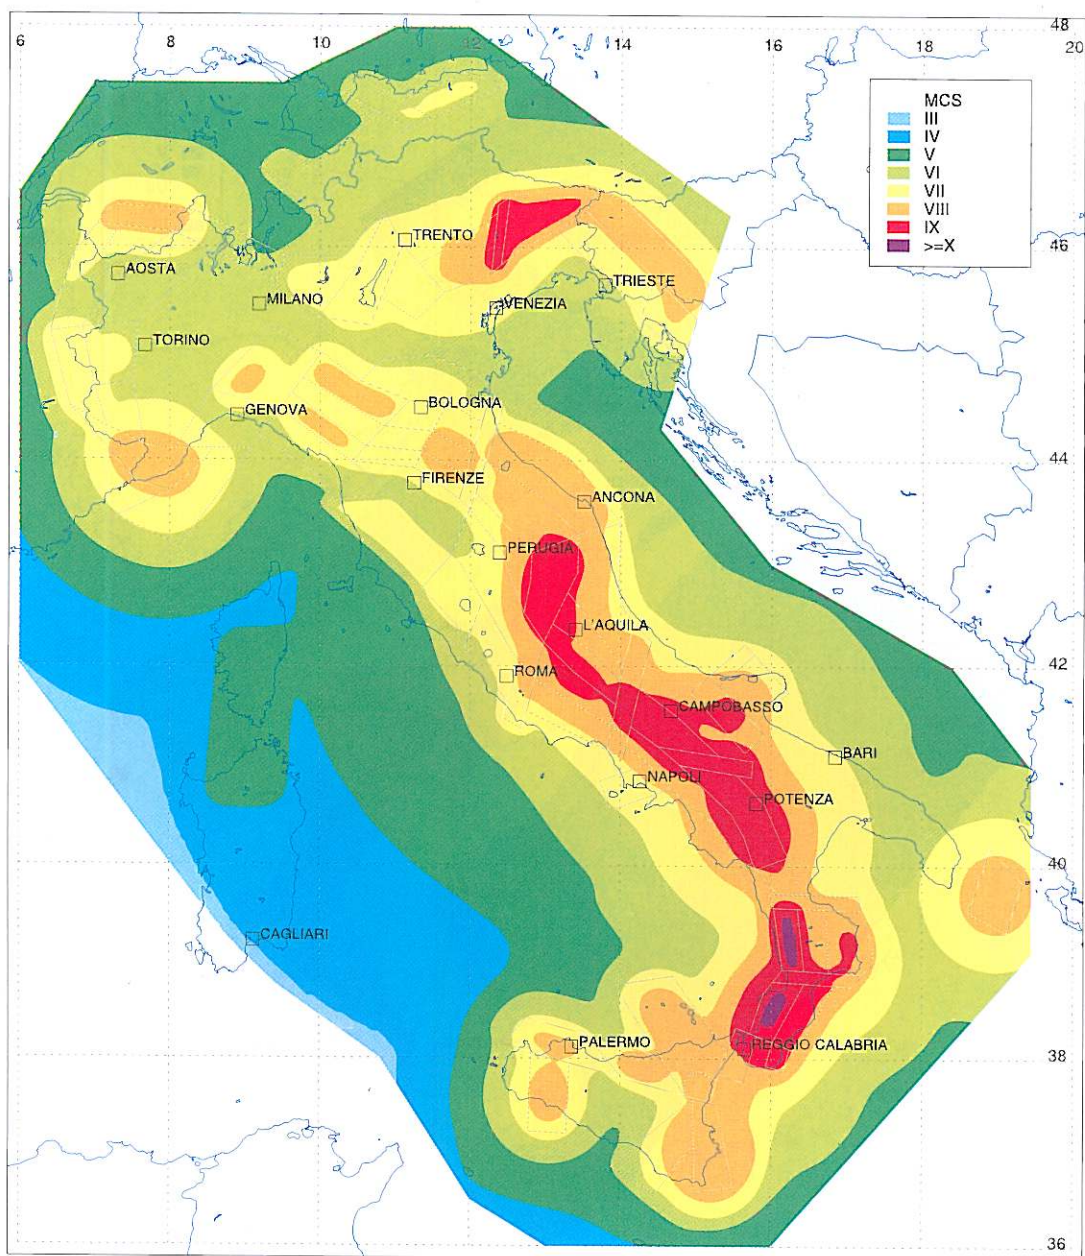 48
6 8 10 12 14 16 18 20
MCS
III
IV
V
VI
VII
VIII
IX
>=X
TRENTO
46
AOSTA
TRIESTE
MILANO
VENEZIA
TORINO
GENOVA
BOLOGNA
44
FIRENZE
ANCONA
PERUGIA
L'AQUILA
42
ROMA
CAMPOBASSO
BARI
NAPOLI
POTENZA
40
CAGLIARI
PALERMO
REGGIO CALABRIA
38
36